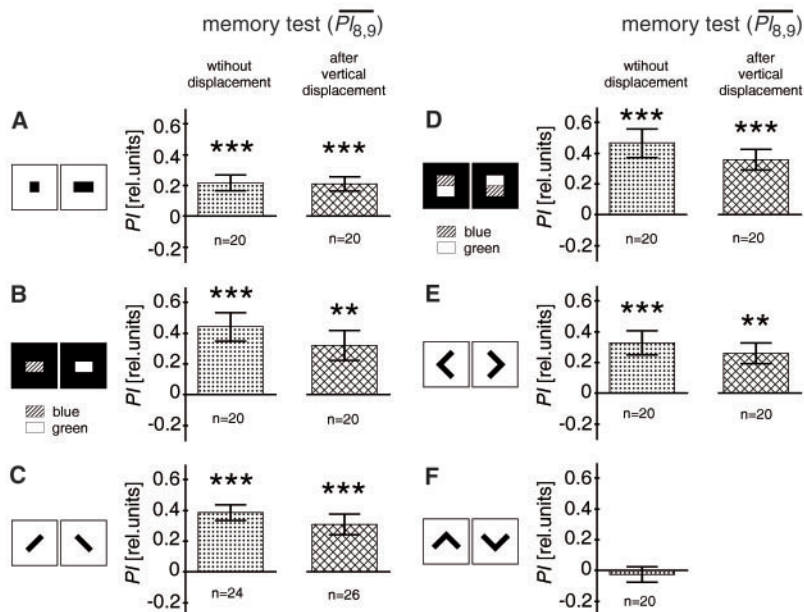 memory test (PI8,9)
wtihout displacement
after vertical displacement
A
PI [rel.units]
0.6
0.4
0.2
0
-0.2
***
***
n=20
n=20
B
blue
green
PI [rel.units]
0.6
0.4
0.2
0
-0.2
***
**
n=20
n=20
C
PI [rel.units]
0.6
0.4
0.2
0
-0.2
***
***
n=24
n=26
memory test (PI8,9)
without displacement
after vertical displacement
D
blue
green
PI [rel.units]
0.6
0.4
0.2
0
-0.2
***
***
n=20
n=20
E
PI [rel.units]
0.6
0.4
0.2
0
-0.2
***
**
n=20
n=20
F
PI [rel.units]
0.6
0.4
0.2
0
-0.2
n=20